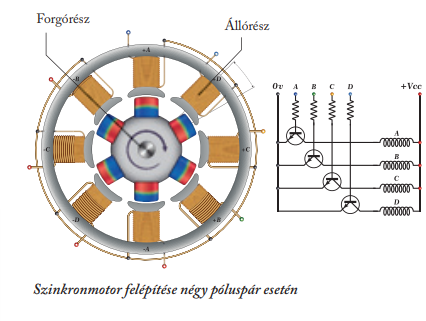 Forgórész
Állórész
+A
-B
+D
-C
+C
-D
+B
-A
0v A B C D +Vcc
A
B
C
D
Szinkronmotor felépítése négy póluspár esetén